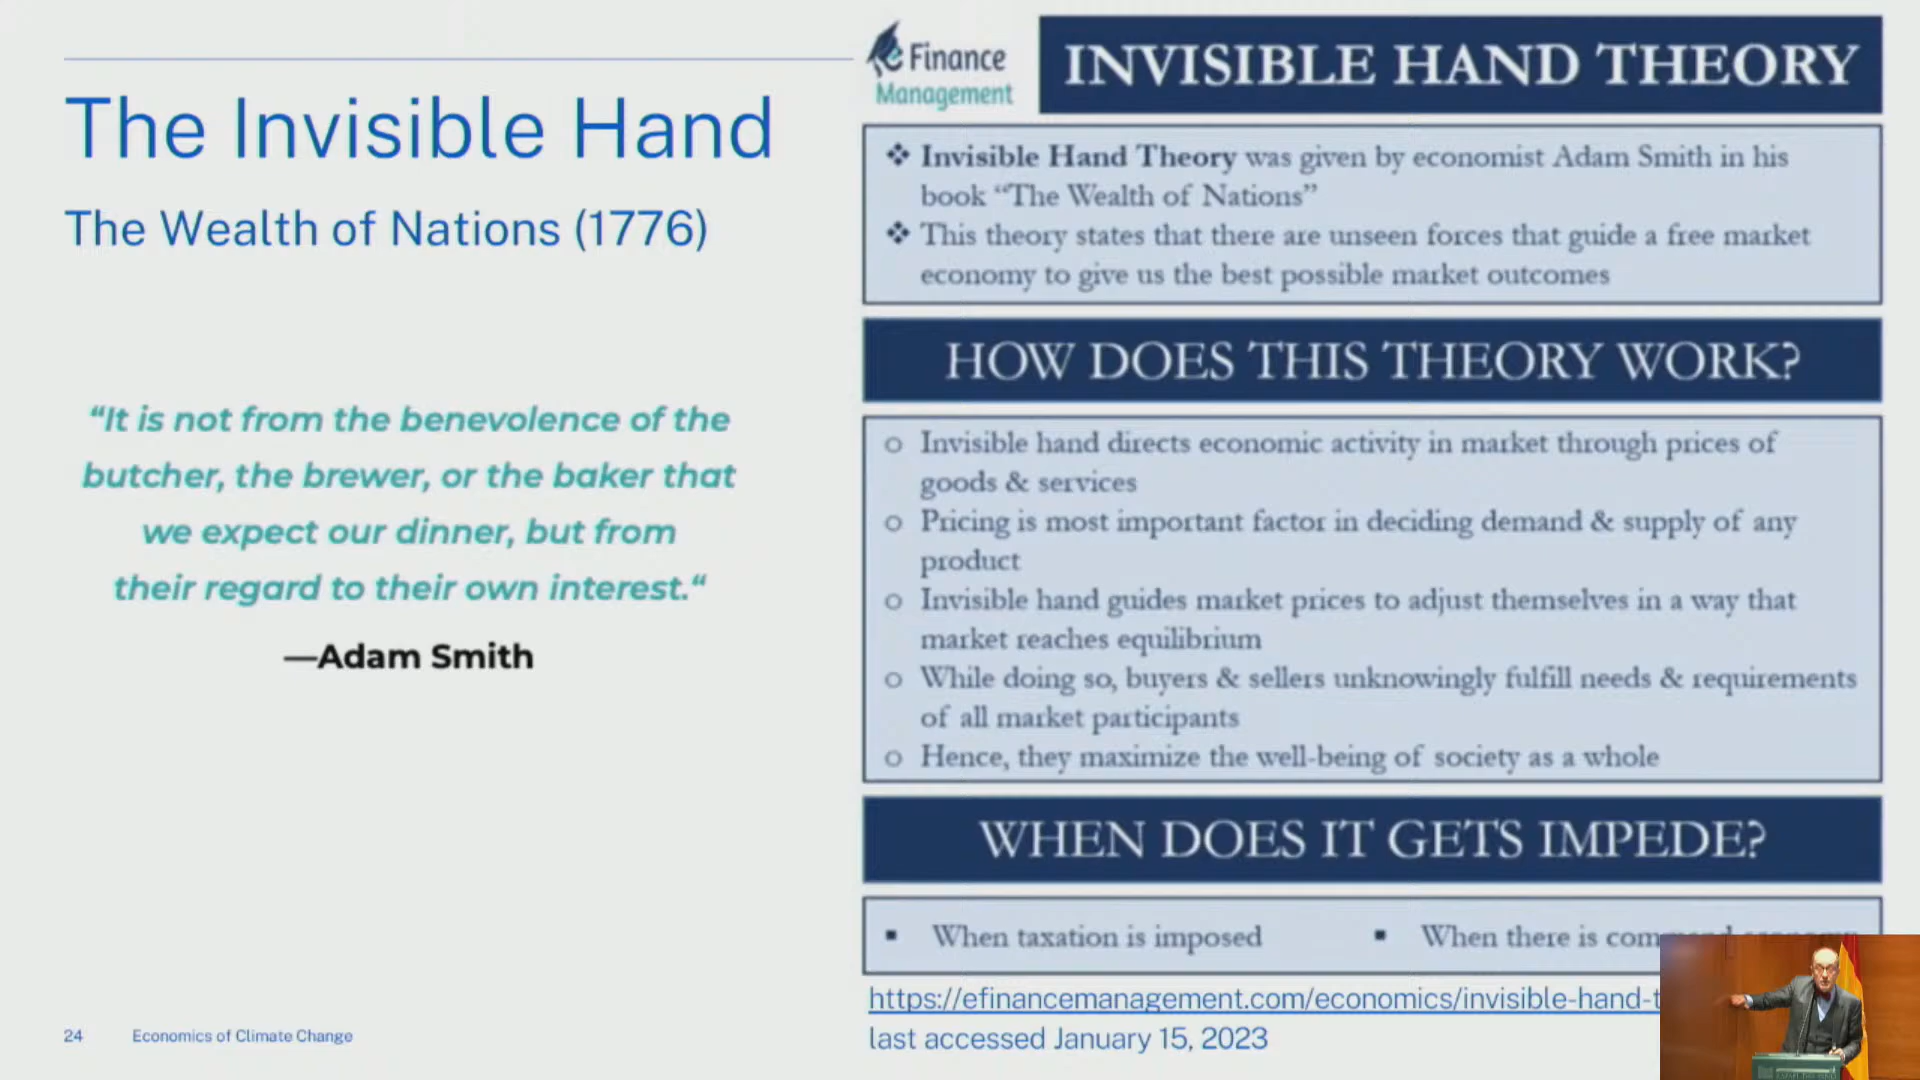 The Invisible Hand
The Wealth of Nations (1776)
“It is not from the benevolence of the
butcher, the brewer, or the baker that
we expect our dinner, but from
their regard to their own interest.“
—Adam Smith
24 Economics of Climate Change
eFinance
Management
INVISIBLE HAND THEORY
❖ Invisible Hand Theory was given by economist Adam Smith in his
book “The Wealth of Nations”
❖ This theory states that there are unseen forces that guide a free market
economy to give us the best possible market outcomes
HOW DOES THIS THEORY WORK?
o Invisible hand directs economic activity in market through prices of
goods & services
o Pricing is most important factor in deciding demand & supply of any
product
o Invisible hand guides market prices to adjust themselves in a way that
market reaches equilibrium
o While doing so, buyers & sellers unknowingly fulfill needs & requirements
of all market participants
o Hence, they maximize the well-being of society as a whole
WHEN DOES IT GETS IMPEDE?
▪ When taxation is imposed ▪ When there is
https://efinancemanagement.com/economics/invisible-hand-t
last accessed January 15, 2023